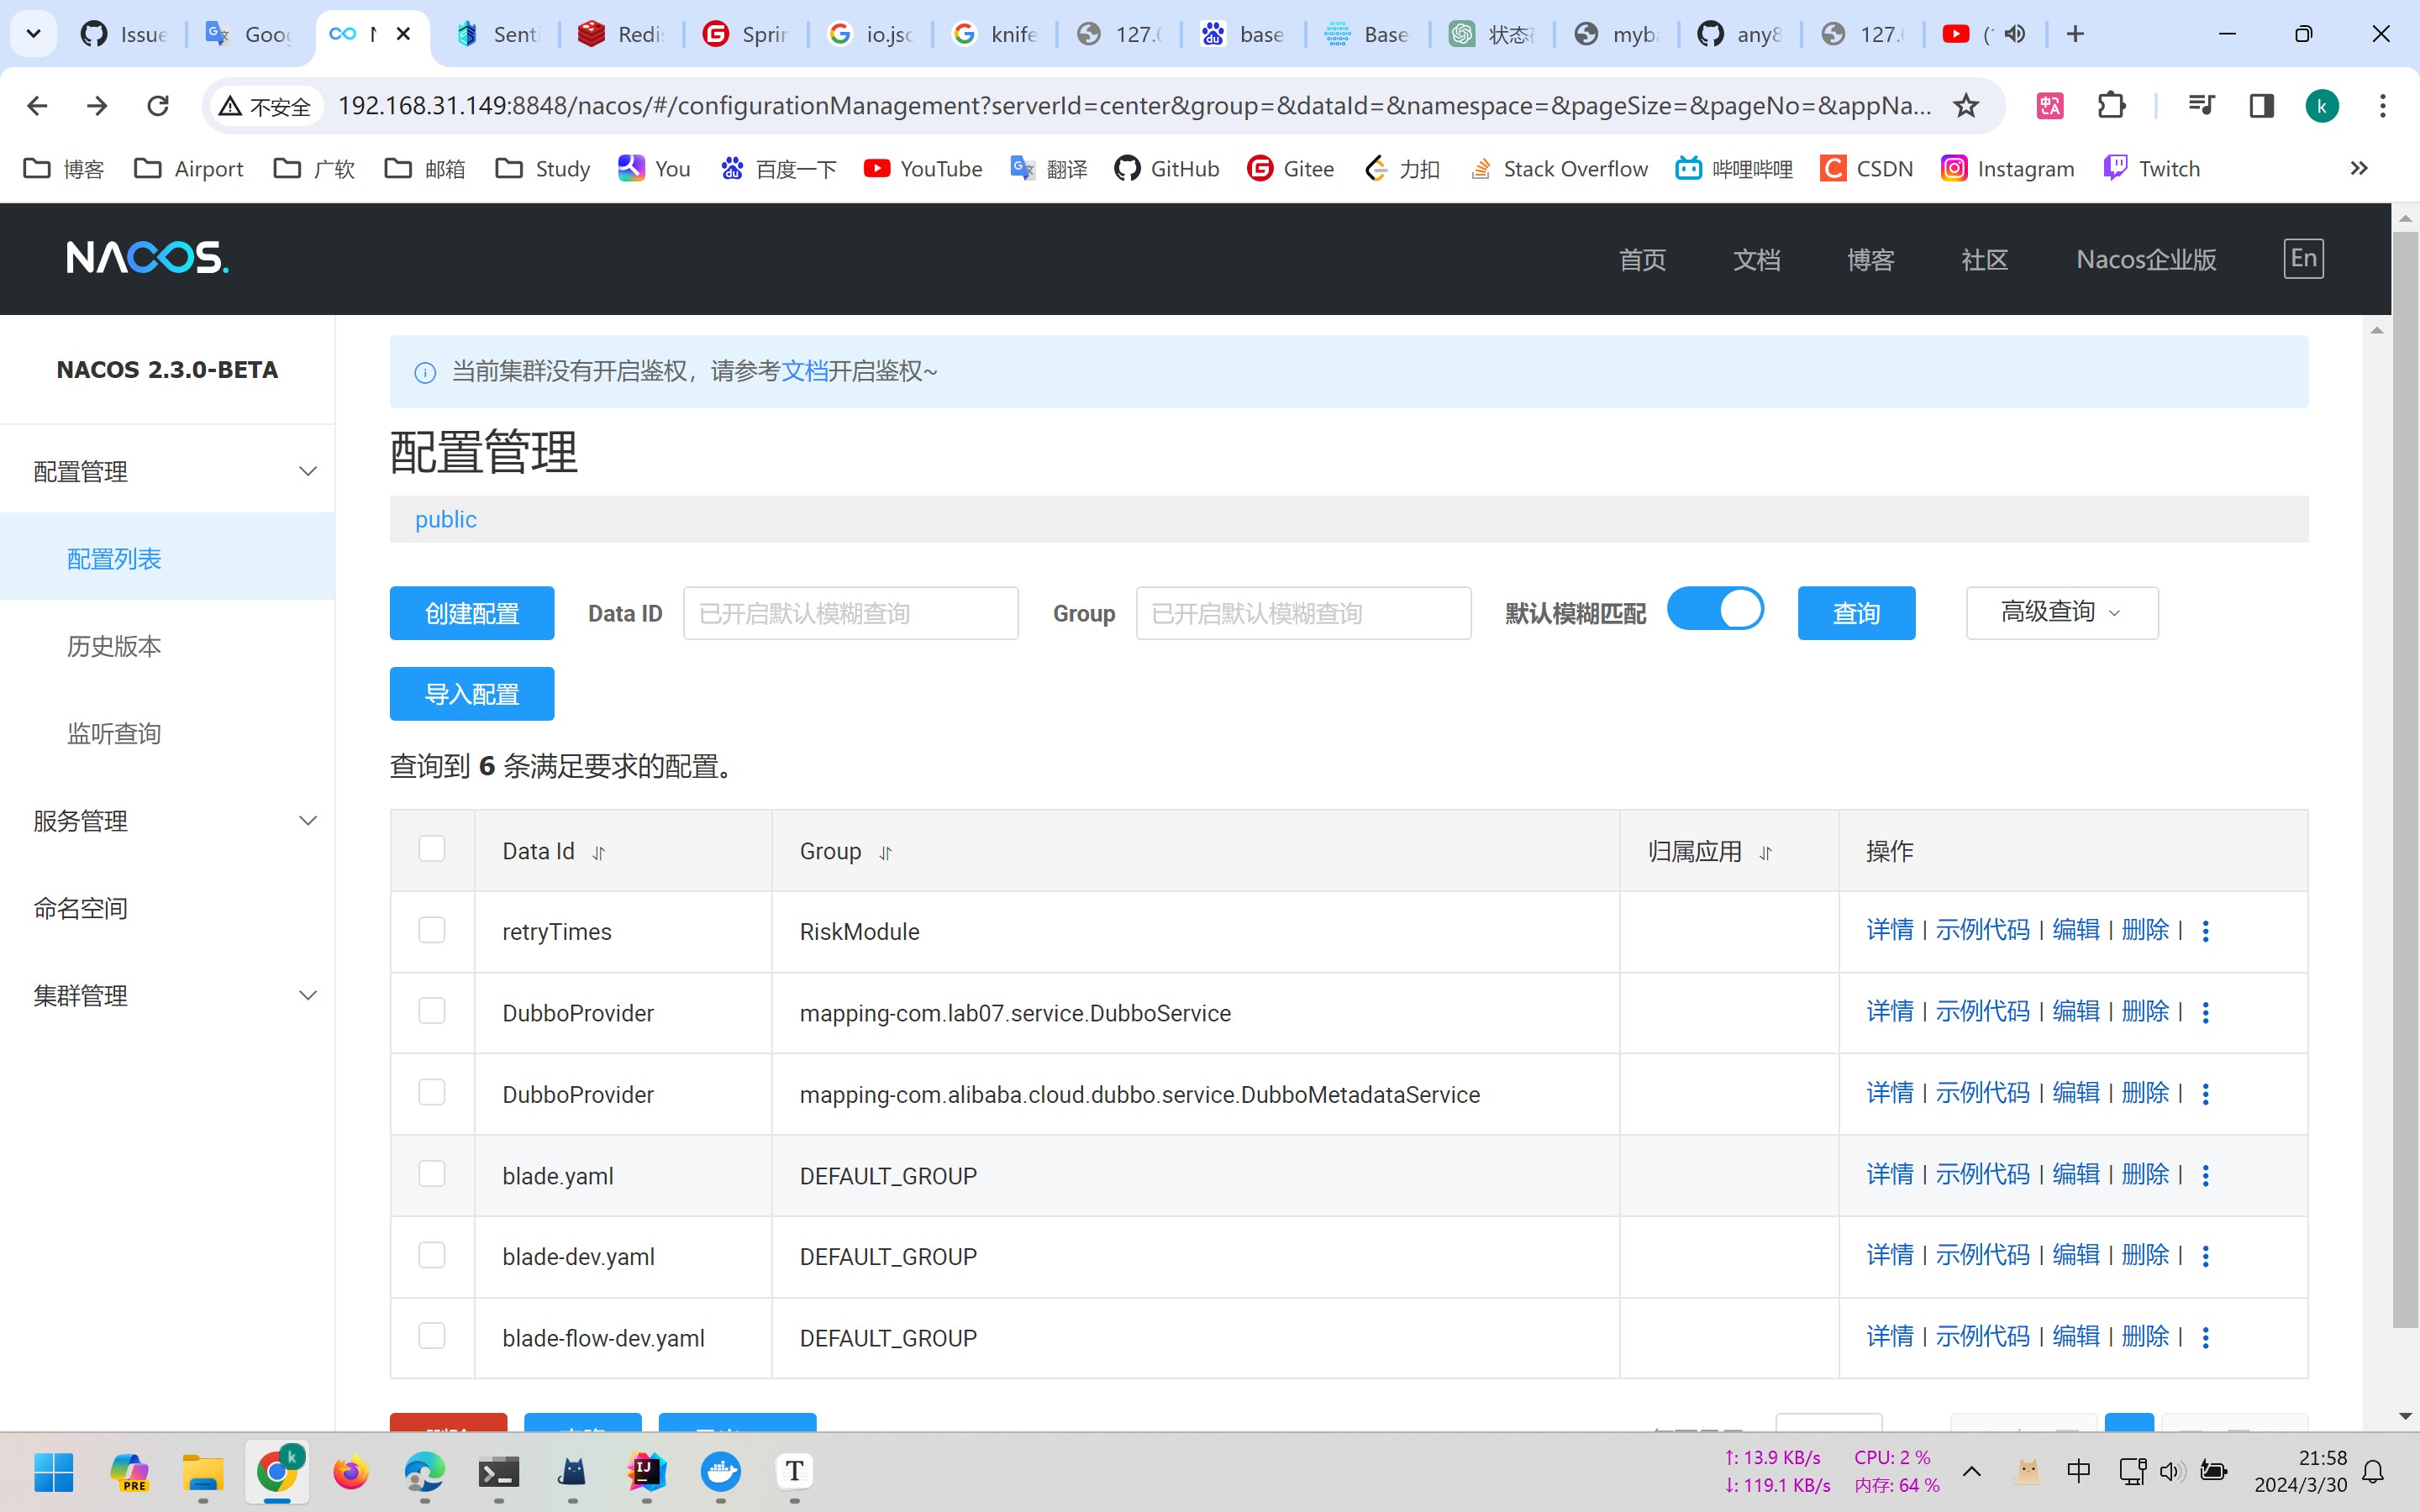 Issue
Goog
Senti
Redis
Sprin
io.jso
knife
127.0
base
Base
状态
myba
any8
127.0
不安全
192.168.31.149:8848/nacos/#/configurationManagement?serverId=center&group=&dataId=&namespace=&pageSize=&pageNo=&appNa...
k
博客
Airport
广软
邮箱
Study
You
百度一下
YouTube
翻译
GitHub
Gitee
力扣
Stack Overflow
哔哩哔哩
CSDN
Instagram
Twitch
NACOS.
首页
文档
博客
社区
Nacos企业版
En
NACOS 2.3.0-BETA
配置管理
配置列表
历史版本
监听查询
服务管理
命名空间
集群管理
当前集群没有开启鉴权，请参考文档开启鉴权~
配置管理
public
创建配置 Data ID 已开启默认模糊查询 Group 已开启默认模糊查询 默认模糊匹配 查询 高级查询
导入配置
查询到 6 条满足要求的配置。
Data Id Group 归属应用 操作
retryTimes RiskModule 详情 | 示例代码 | 编辑 | 删除 |
DubboProvider mapping-com.lab07.service.DubboService 详情 | 示例代码 | 编辑 | 删除 |
DubboProvider mapping-com.alibaba.cloud.dubbo.service.DubboMetadataService 详情 | 示例代码 | 编辑 | 删除 |
blade.yaml DEFAULT_GROUP 详情 | 示例代码 | 编辑 | 删除 |
blade-dev.yaml DEFAULT_GROUP 详情 | 示例代码 | 编辑 | 删除 |
blade-flow-dev.yaml DEFAULT_GROUP 详情 | 示例代码 | 编辑 | 删除 |
PRE
k
IJ
T
↑: 13.9 KB/s CPU: 2 %
↓: 119.1 KB/s 内存: 64 %
中
21:58
2024/3/30